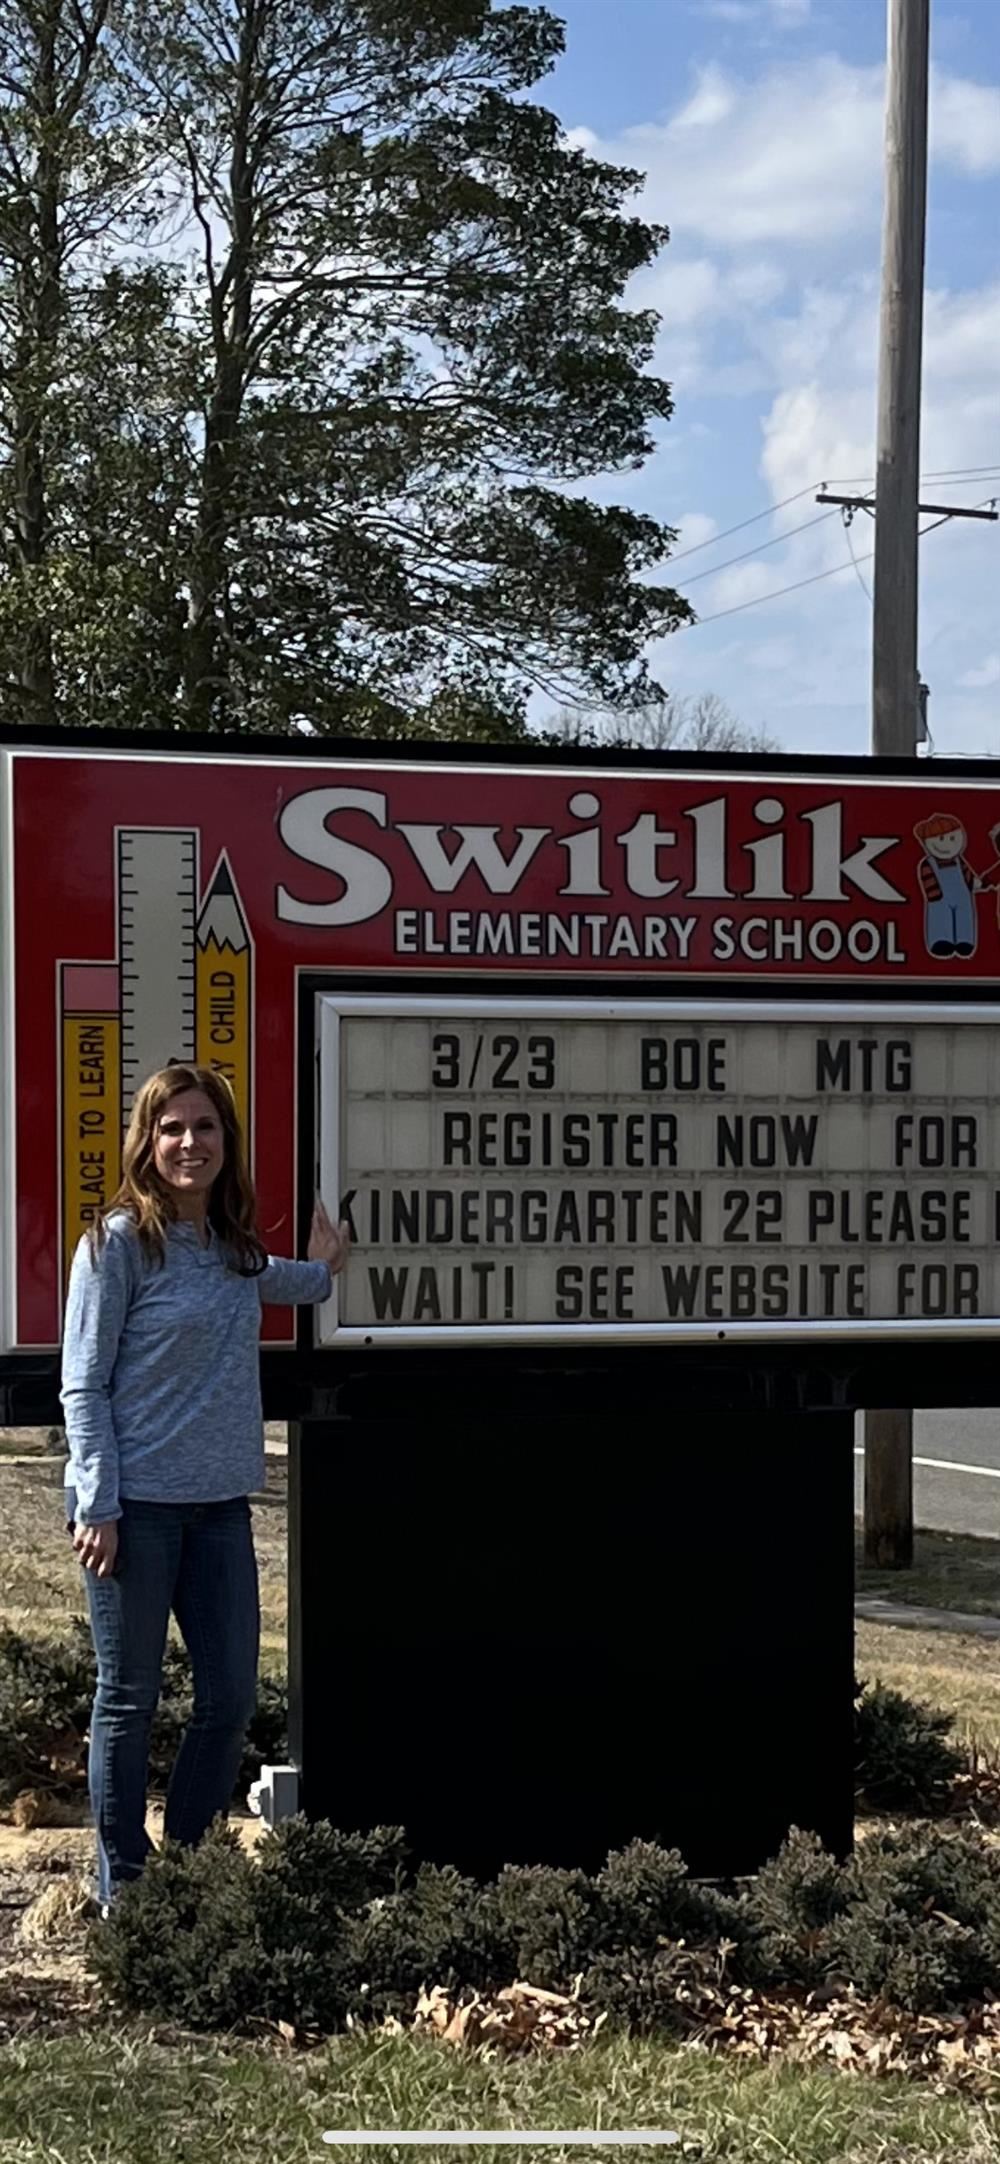 Switlik
ELEMENTARY SCHOOL
PLACE TO LEARN
CHILD
3/23 BOE MTG
REGISTER NOW FOR
KINDERGARTEN 22 PLEASE
WAIT! SEE WEBSITE FOR